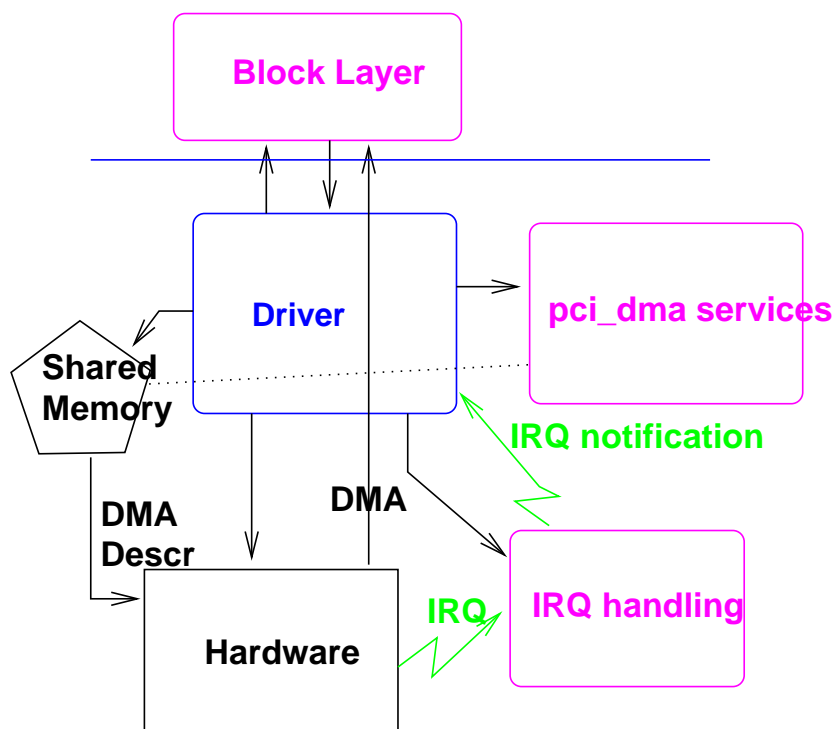 Block Layer
Driver
pci_dma services
Shared
Memory
IRQ notification
DMA
DMA
Descr
IRQ
IRQ handling
Hardware